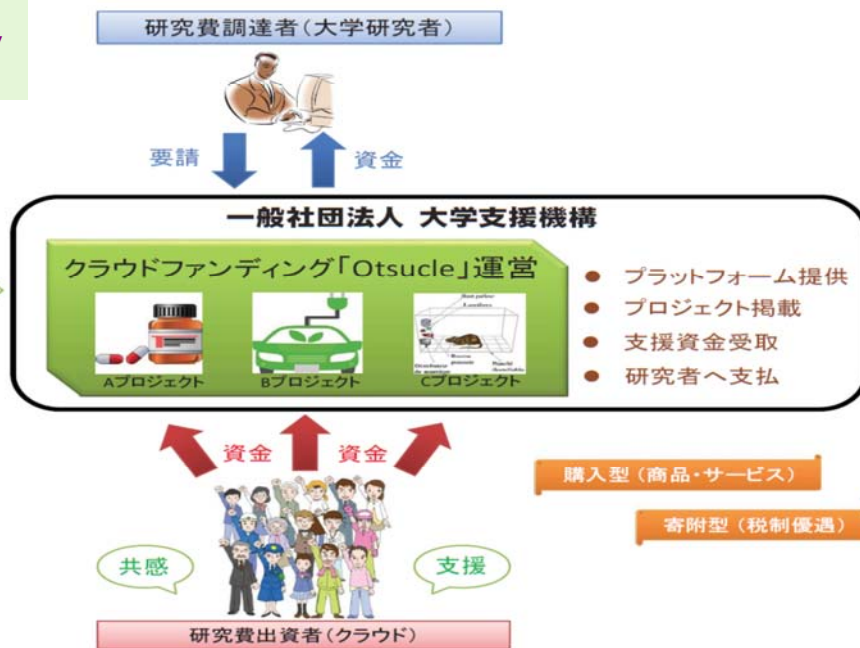 研究費調達者(大学研究者)
要請
資金
一般社団法人 大学支援機構
クラウドファンディング「Otsucle」運営
Aプロジェクト
Bプロジェクト
Cプロジェクト
● プラットフォーム提供
● プロジェクト掲載
● 支援資金受取
● 研究者へ支払
資金
資金
購入型(商品・サービス)
寄附型(税制優遇)
共感
支援
研究費出資者(クラウド)